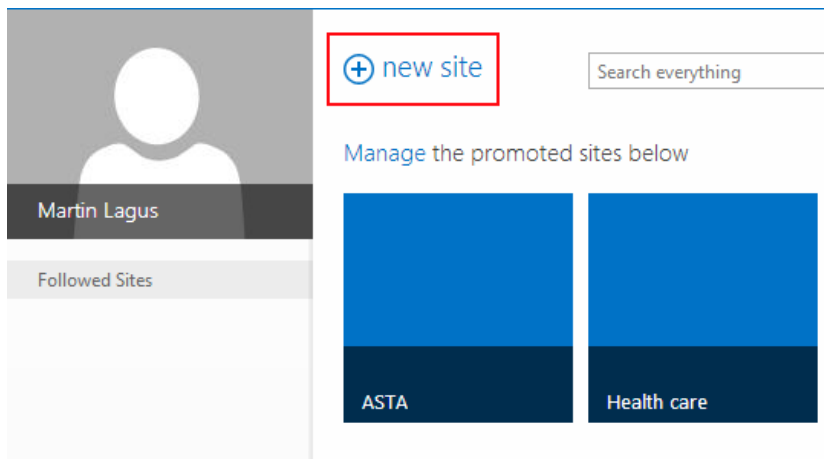 Martin Lagus
Followed Sites
new site
Search everything
Manage the promoted sites below
ASTA
Health care